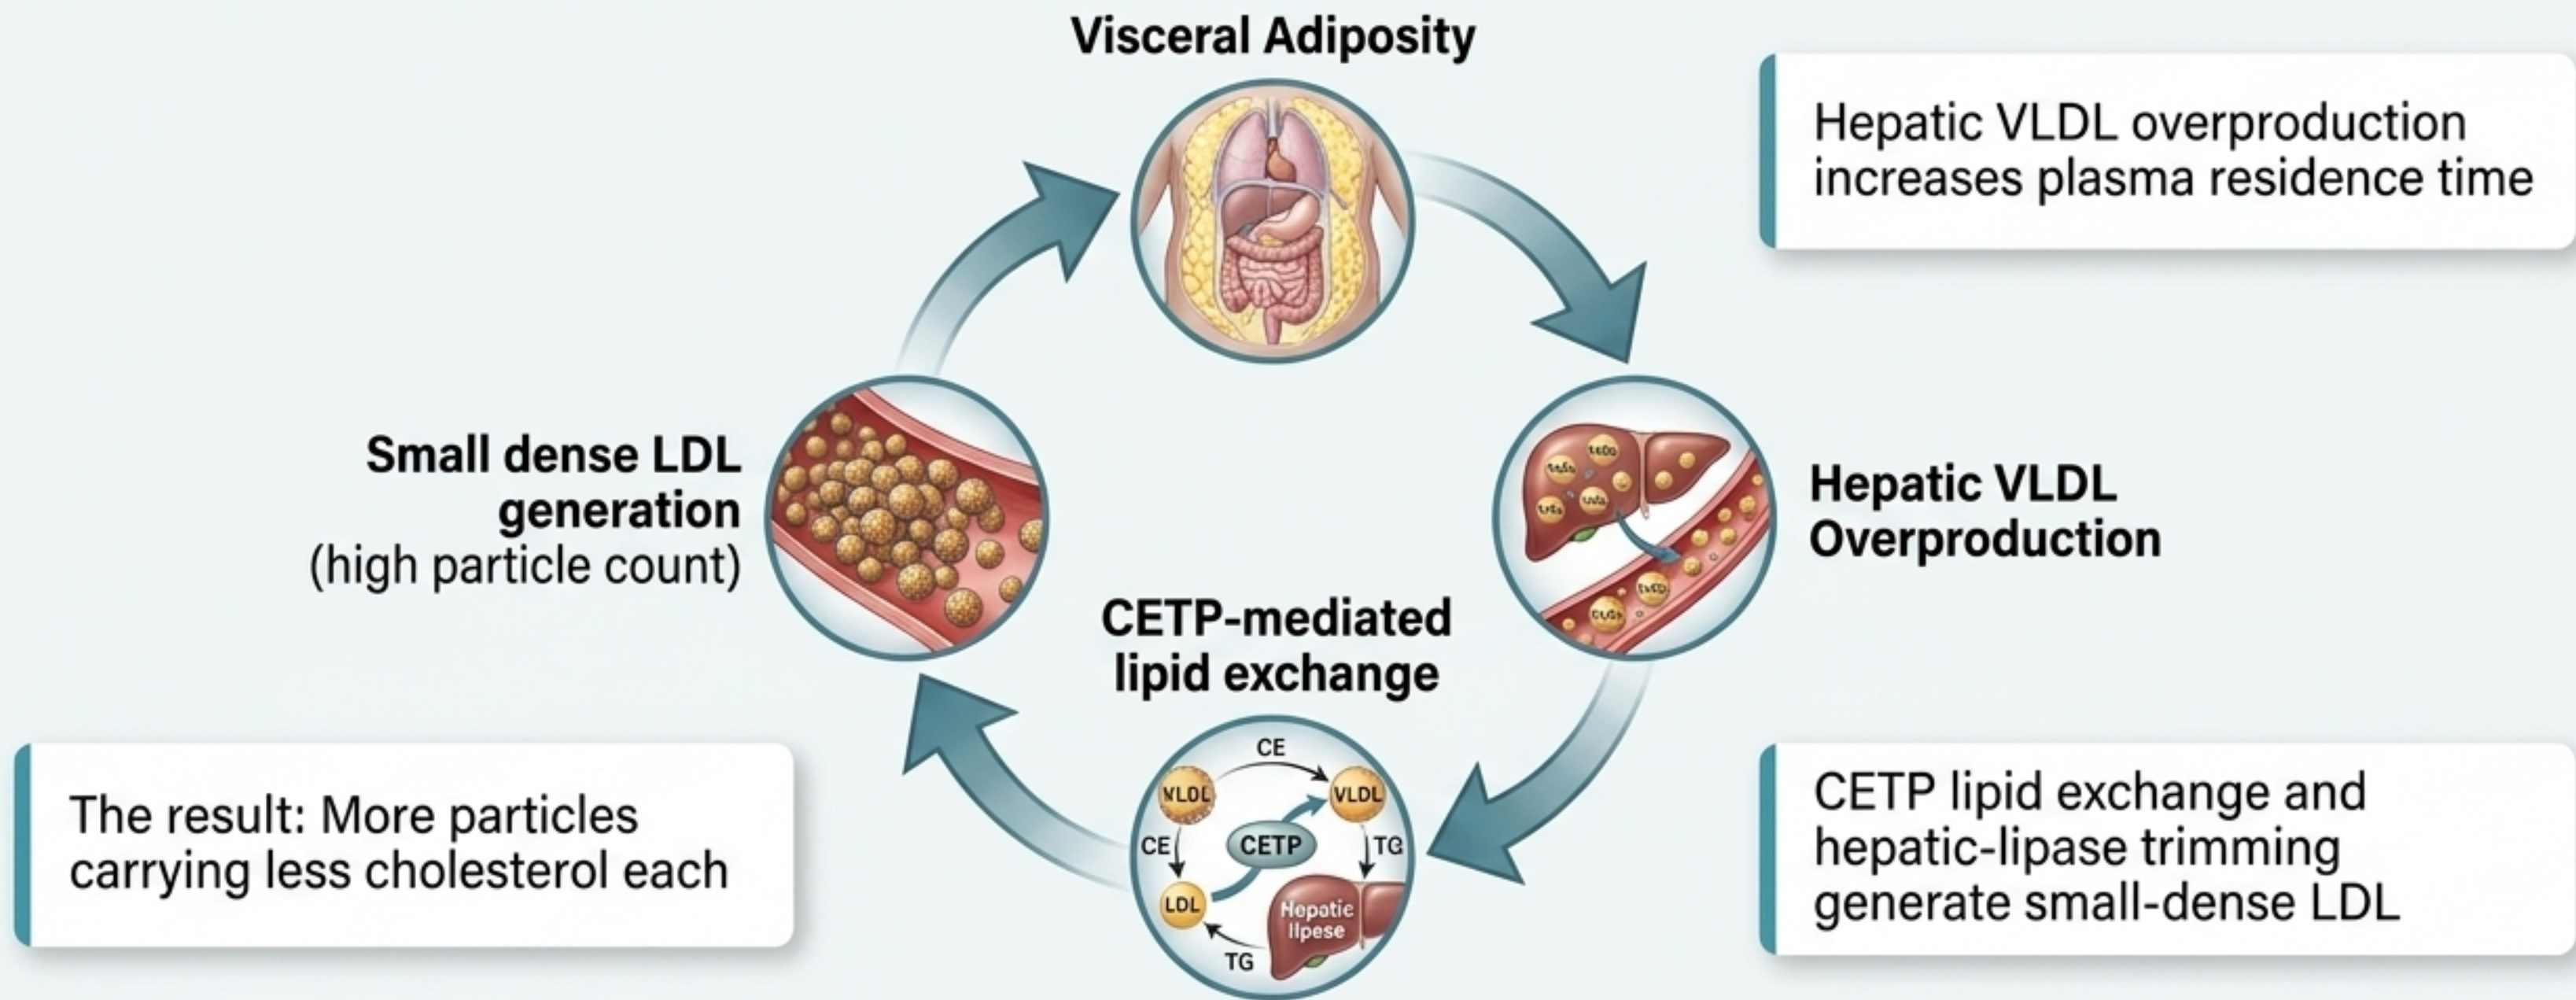 Visceral Adiposity
Hepatic VLDL overproduction
increases plasma residence time
Small dense LDL
generation
(high particle count)
Hepatic VLDL
Overproduction
CETP-mediated
lipid exchange
CE
VLDL
CE
CETP
TG
LDL
Hepatie
lipese
TG
The result: More particles
carrying less cholesterol each
CETP lipid exchange and
hepatic-lipase trimming
generate small-dense LDL